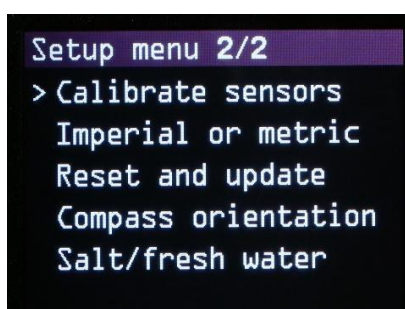 Setup menu 2/2
> Calibrate sensors
Imperial or metric
Reset and update
Compass orientation
Salt/fresh water